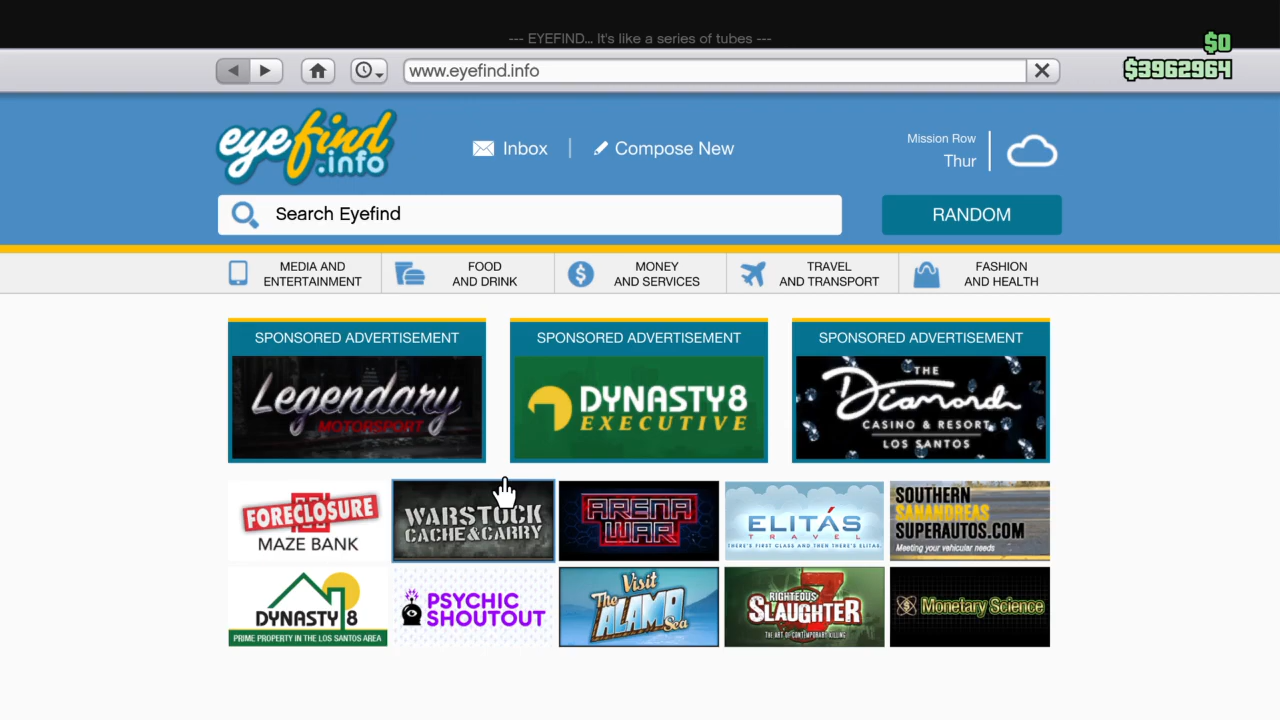 --- EYEFIND... It's like a series of tubes ---
$0
www.eyefind.info
$3962964
eyefind
.info
Inbox
Compose New
Mission Row
Thur
Search Eyefind
RANDOM
MEDIA AND
ENTERTAINMENT
FOOD
AND DRINK
MONEY
AND SERVICES
TRAVEL
AND TRANSPORT
FASHION
AND HEALTH
SPONSORED ADVERTISEMENT
Legendary
MOTORSPORT
SPONSORED ADVERTISEMENT
DYNASTY8
EXECUTIVE
SPONSORED ADVERTISEMENT
THE
Diamond
CASINO & RESORT
LOS SANTOS
FORECLOSURE
MAZE BANK
WARSTOCK
CACHE&CARRY
ARENA
WAR
ELITÁS
TRAVEL
THERE'S FIRST CLASS AND THEN THERE'S ELITAS.
SOUTHERN
SANANDREAS
SUPERAUTOS.COM
Meeting your vehicular needs
DYNASTY 8
PRIME PROPERTY IN THE LOS SANTOS AREA
PSYCHIC
SHOUTOUT
Visit
The
ALAMO
Sea
7
RIGHTEOUS
SLAUGHTER
THE ART OF CONTEMPORARY KILLING
$
Monetary Science